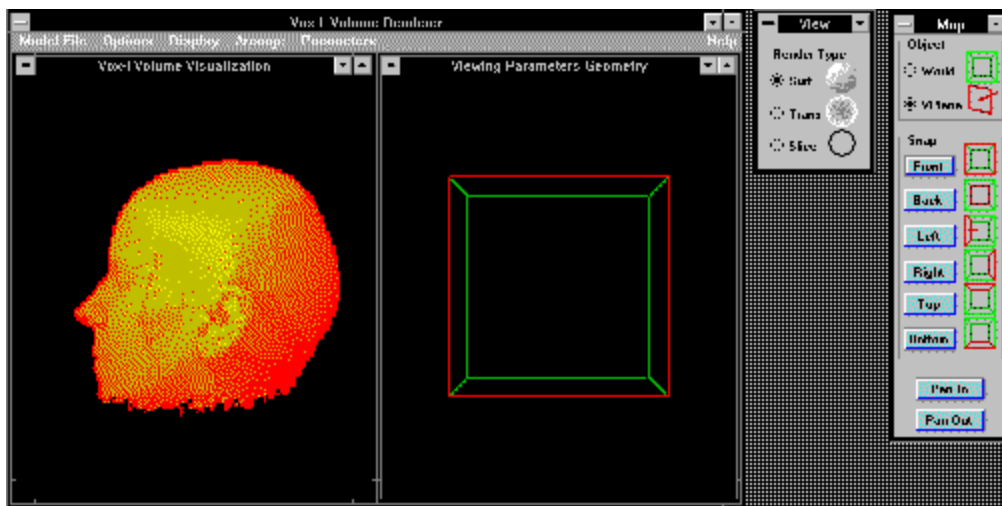 Vox-L Volume Renderer
Model File Options Display Parameters Help
Vox-L Volume Visualization
Viewing Parameters Geometry
View
Render Type
Surf
Trans
Slice
Map
Object
World
VPlane
Snap
Front
Back
Left
Right
Top
Bottom
Pan In
Pan Out